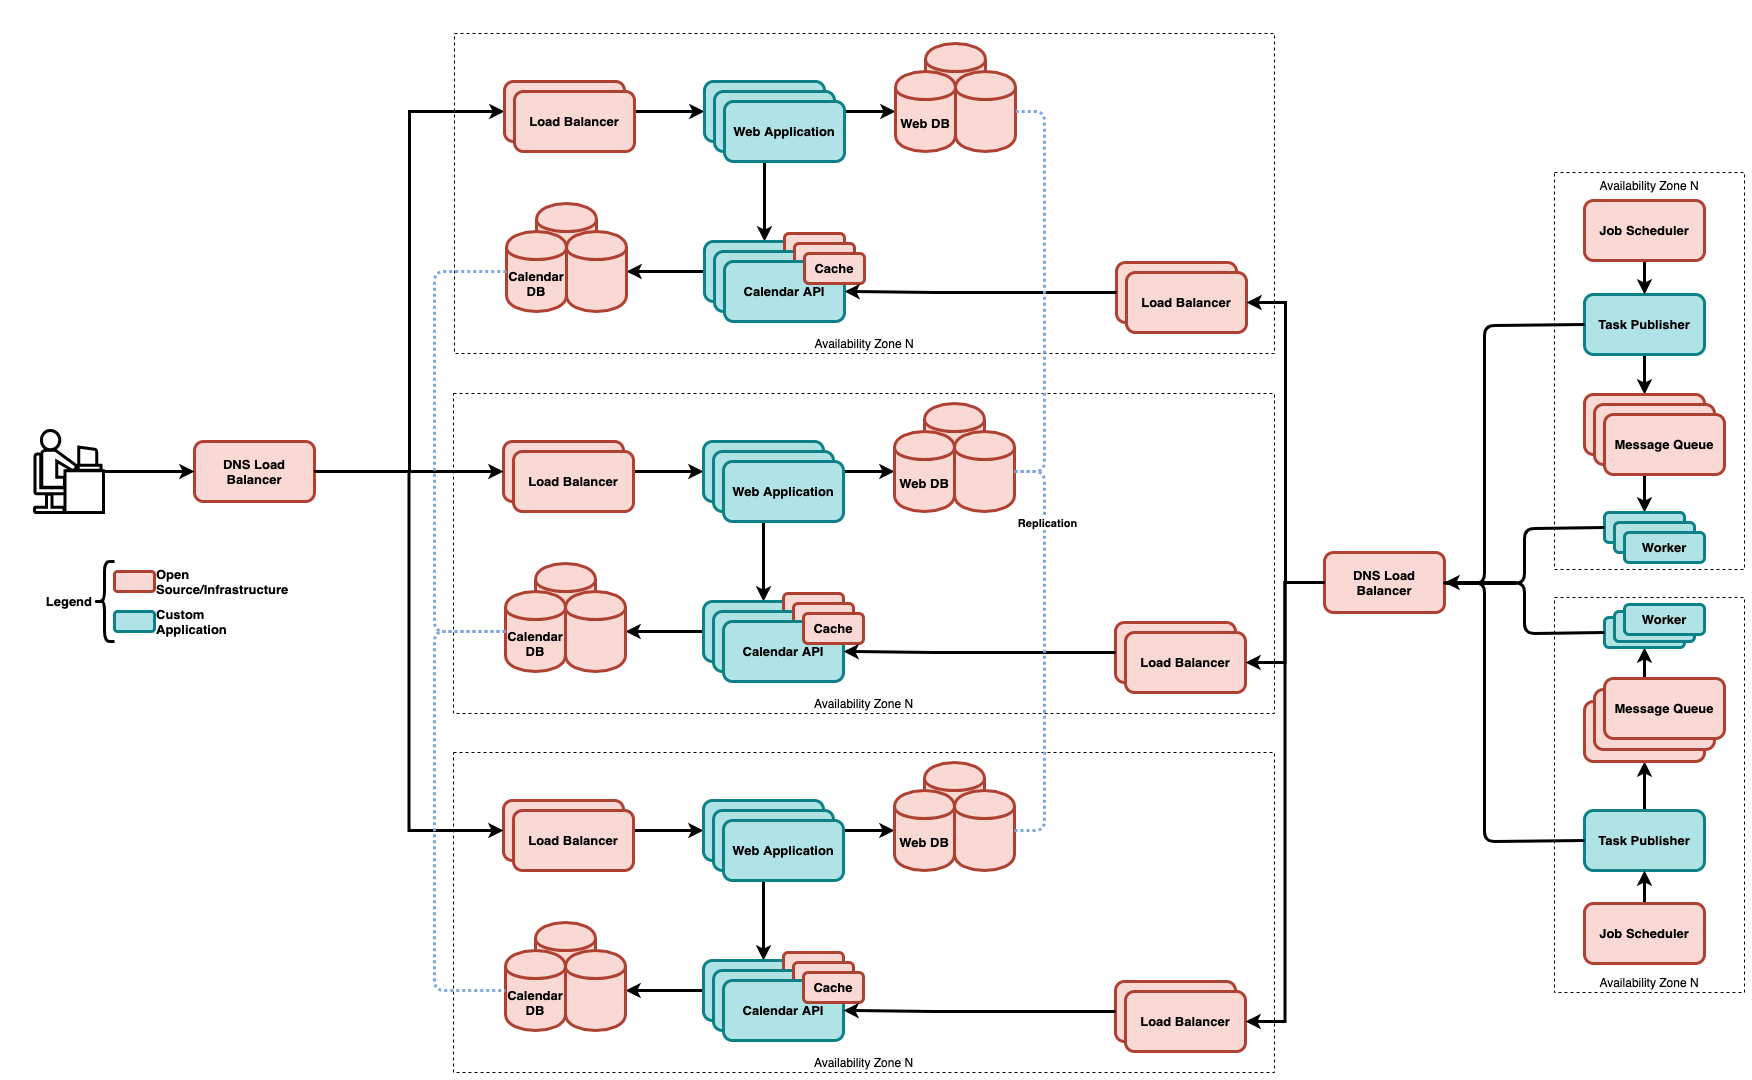 Load Balancer
Web Application
Web DB
Calendar
DB
Cache
Calendar API
Load Balancer
Availability Zone N
DNS Load
Balancer
Load Balancer
Web Application
Web DB
Replication
Calendar
DB
Cache
Calendar API
Load Balancer
Availability Zone N
Legend
Open
Source/Infrastructure
Custom
Application
Load Balancer
Web Application
Web DB
Calendar
DB
Cache
Calendar API
Load Balancer
Availability Zone N
DNS Load
Balancer
Availability Zone N
Job Scheduler
Task Publisher
Message Queue
Worker
Worker
Message Queue
Task Publisher
Job Scheduler
Availability Zone N